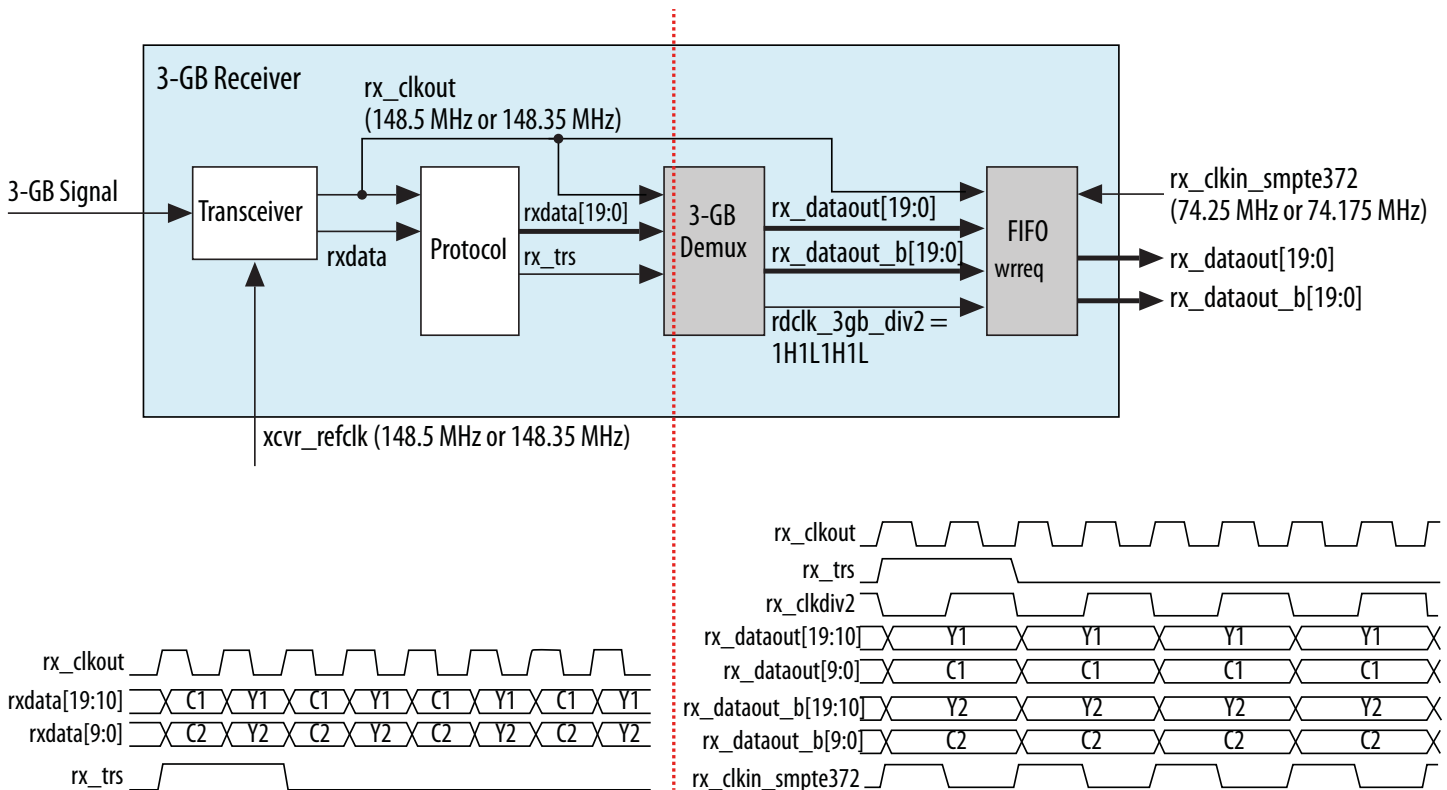 3-GB Receiver
rx_clkout
(148.5 MHz or 148.35 MHz)
3-GB Signal
Transceiver
rxdata
Protocol
rxdata[19:0]
rx_trs
3-GB
Demux
rx_dataout[19:0]
rx_dataout_b[19:0]
rdclk_3gb_div2 =
1H1L1H1L
FIFO
wrreq
rx_clkin_smpte372
(74.25 MHz or 74.175 MHz)
rx_dataout[19:0]
rx_dataout_b[19:0]
xcvr_refclk (148.5 MHz or 148.35 MHz)
rx_clkout
rxdata[19:10] C1 Y1 C1 Y1 C1 Y1 C1 Y1
rxdata[9:0] C2 Y2 C2 Y2 C2 Y2 C2 Y2
rx_trs
rx_clkout
rx_trs
rx_clkdiv2
rx_dataout[19:10] Y1 Y1 Y1 Y1
rx_dataout[9:0] C1 C1 C1 C1
rx_dataout_b[19:10] Y2 Y2 Y2 Y2
rx_dataout_b[9:0] C2 C2 C2 C2
rx_clkin_smpte372